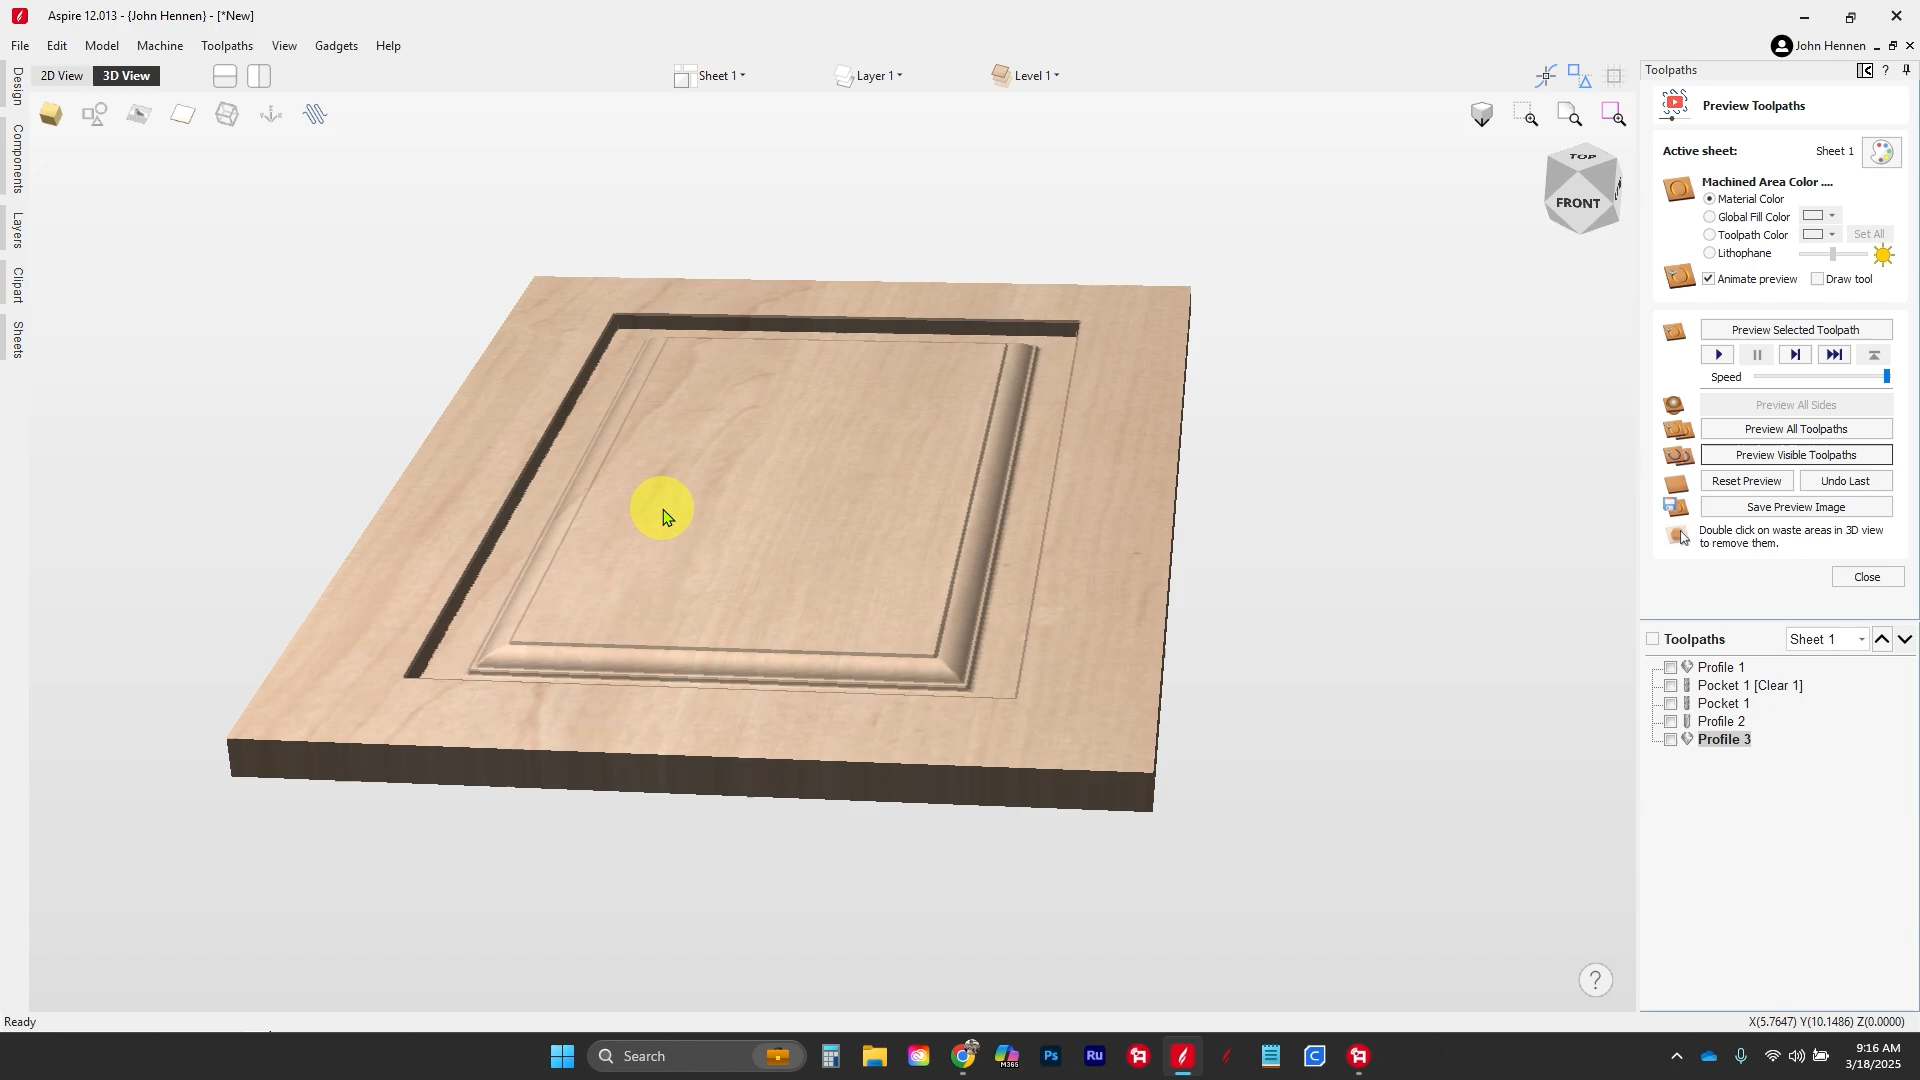 Aspire 12.013 - {John Hennen} - [*New]
File Edit Model Machine Toolpaths View Gadgets Help
John Hennen
2D View 3D View
Sheet 1
Layer 1
Level 1
Design
Components
Layers
Clipart
Sheets
TOP
FRONT
Toolpaths
Preview Toolpaths
Active sheet: Sheet 1
Machined Area Color ....
Material Color
Global Fill Color
Toolpath Color Set All
Lithophane
Animate preview Draw tool
Preview Selected Toolpath
Speed
Preview All Sides
Preview All Toolpaths
Preview Visible Toolpaths
Reset Preview Undo Last
Save Preview Image
Double click on waste areas in 3D view
to remove them.
Close
Toolpaths Sheet 1
Profile 1
Pocket 1 [Clear 1]
Pocket 1
Profile 2
Profile 3
?
Ready
X(5.7647) Y(10.1486) Z(0.0000)
Search
M365
Ps
Ru
9:16 AM
3/18/2025